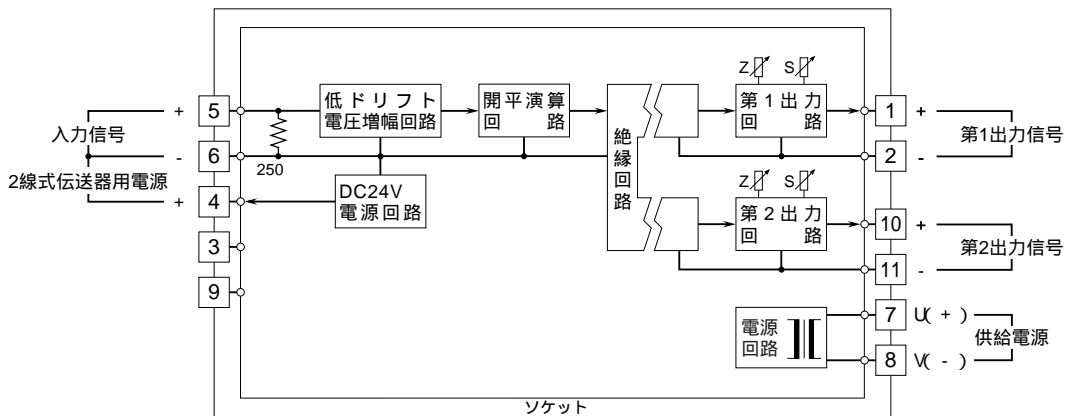 入力信号
2線式伝送器用電源
+
-
+
5
6
4
3
9
250
低ドリフト
電圧増幅回路
開平演算
回路
DC24V
電源回路
絶縁回路
Z
S
第1出力
回路
Z
S
第2出力
回路
電源
回路
1
+
2
-
第1出力信号
10
+
11
-
第2出力信号
7
U( + )
8
V( - )
供給電源
ソケット